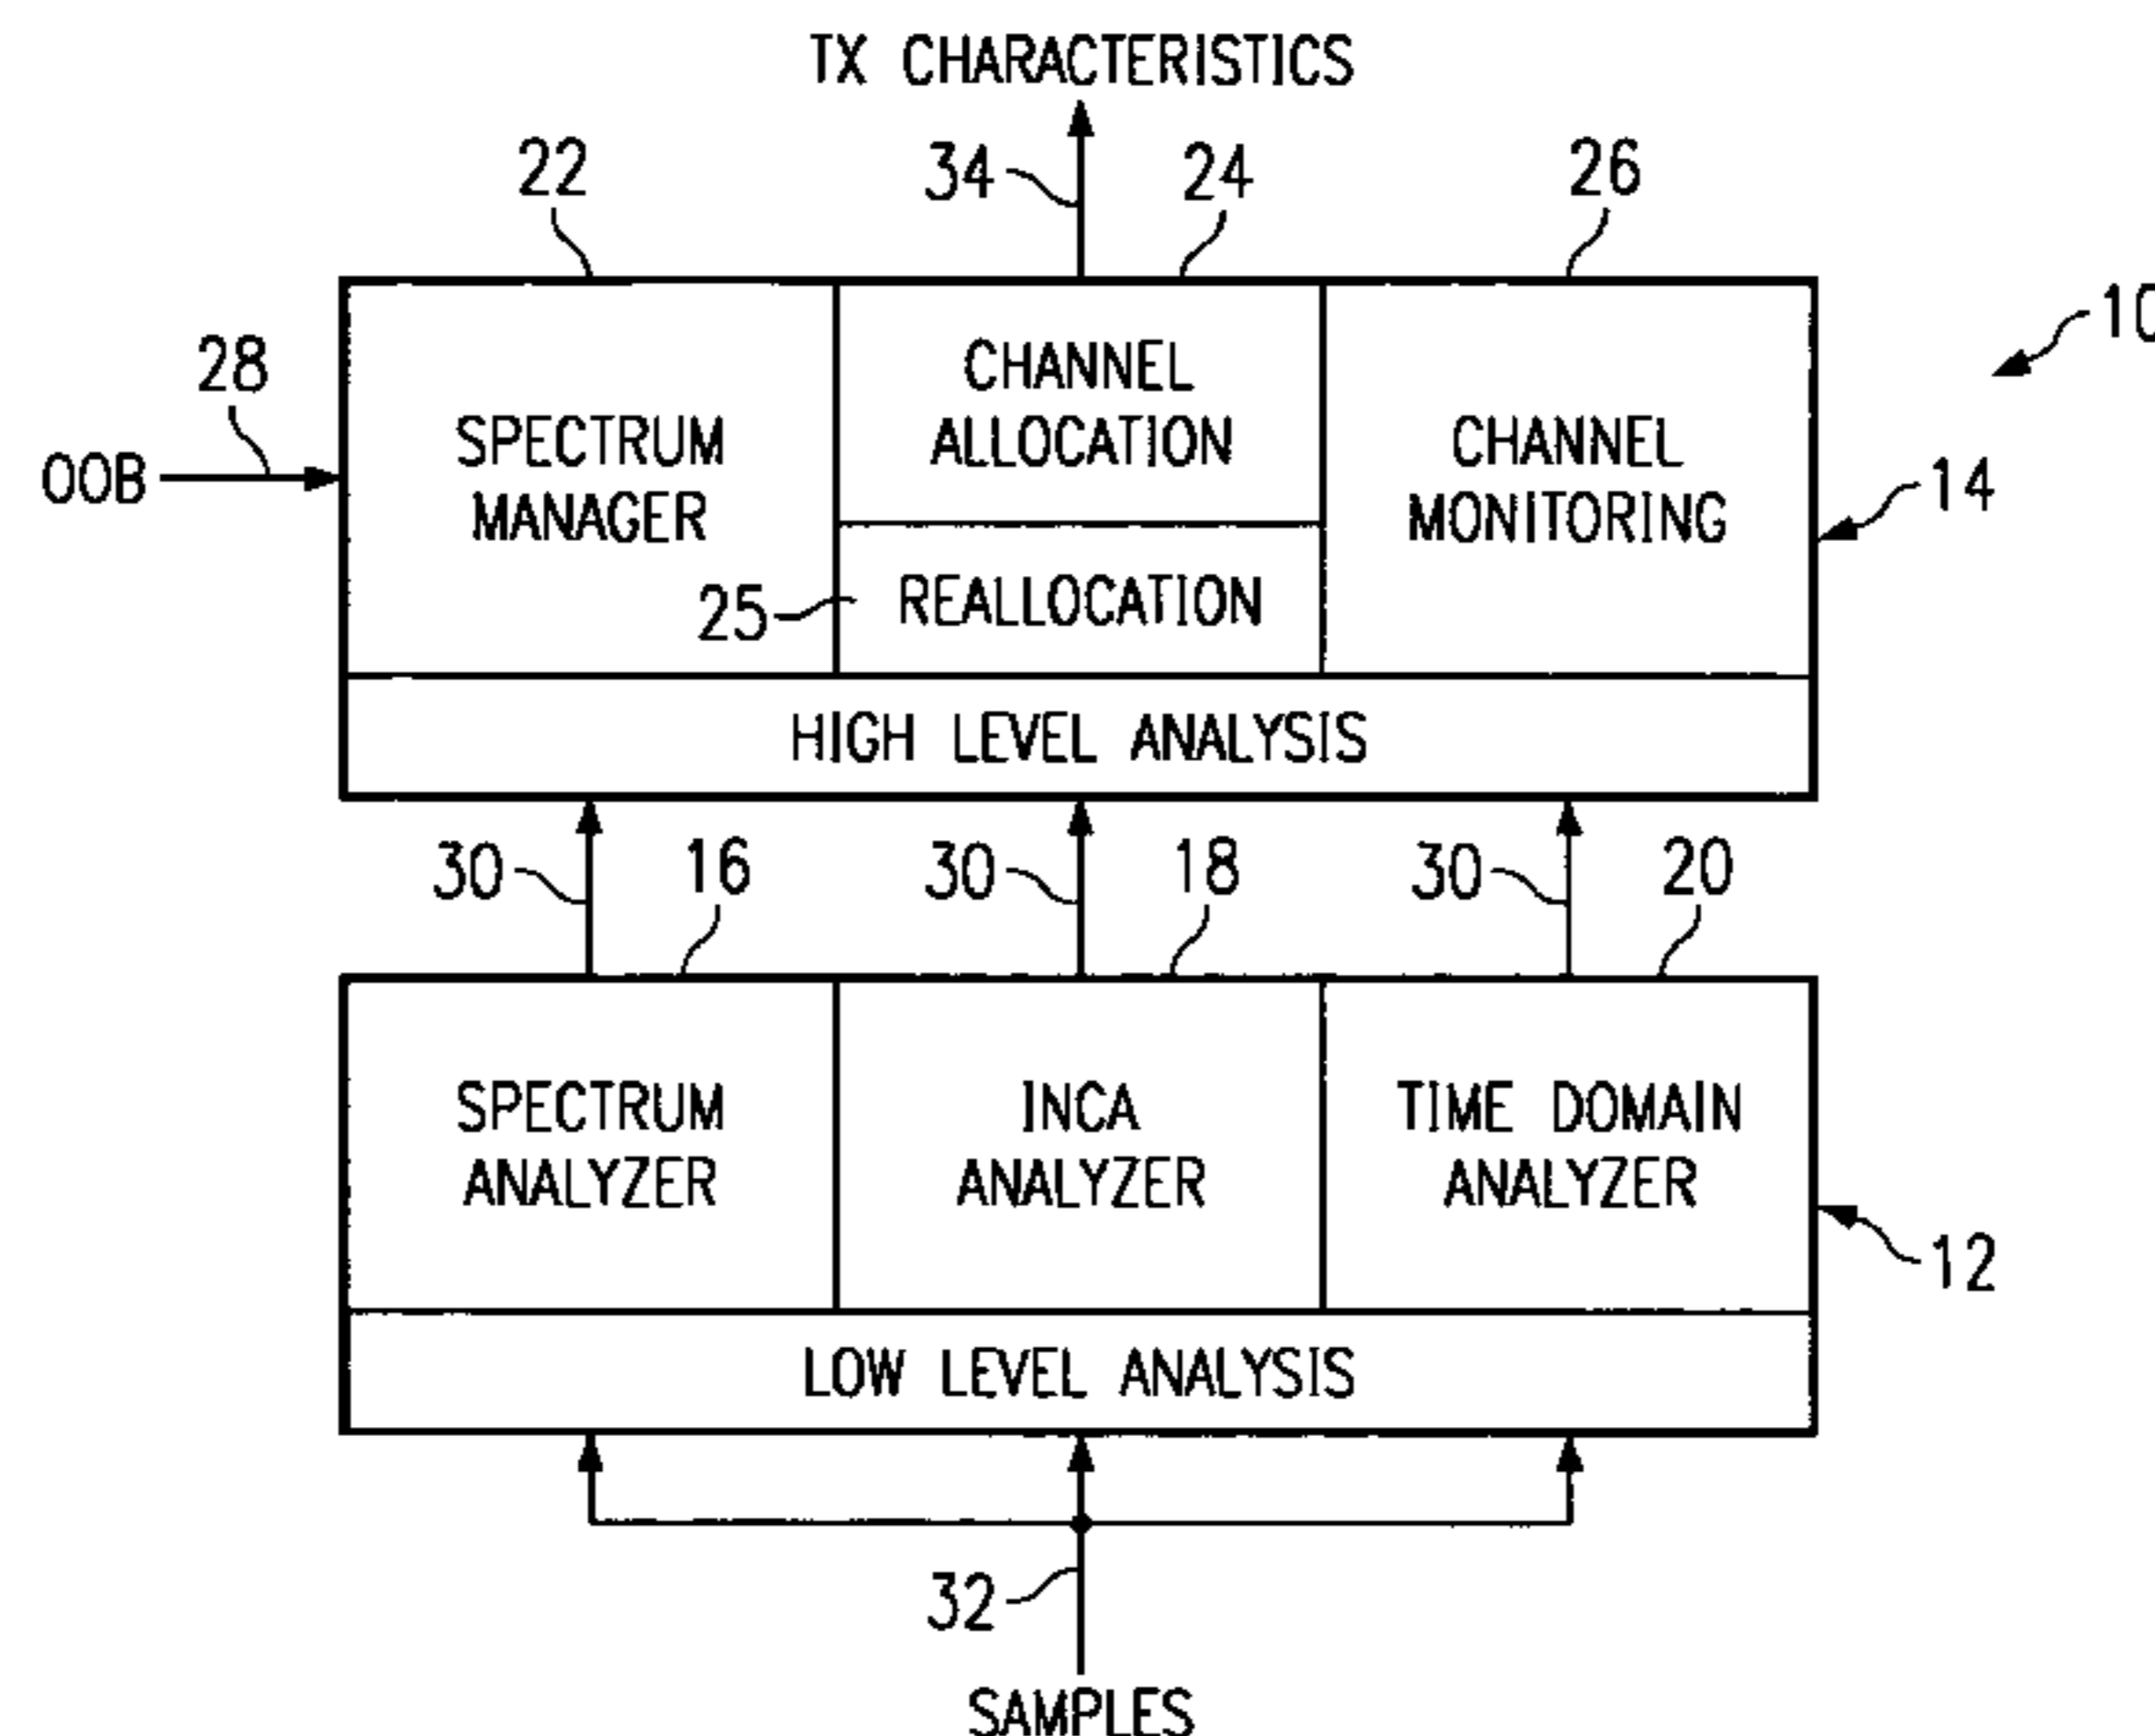 TX CHARACTERISTICS
22
34
24
26
10
28
OOB
SPECTRUM
MANAGER
CHANNEL
ALLOCATION
25
REALLOCATION
CHANNEL
MONITORING
14
HIGH LEVEL ANALYSIS
30
16
30
18
30
20
SPECTRUM
ANALYZER
INCA
ANALYZER
TIME DOMAIN
ANALYZER
12
LOW LEVEL ANALYSIS
32
SAMPLES